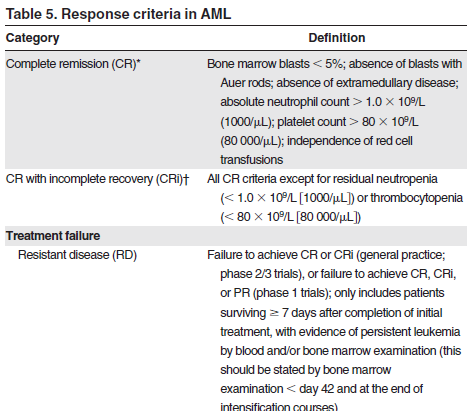 Table 5. Response criteria in AML
Category Definition
Complete remission (CR)* Bone marrow blasts < 5%; absence of blasts with
Auer rods; absence of extramedullary disease;
absolute neutrophil count > 1.0 × 10⁹/L
(1000/μL); platelet count > 80 × 10⁹/L
(80 000/μL); independence of red cell
transfusions
CR with incomplete recovery (CRi)† All CR criteria except for residual neutropenia
(< 1.0 × 10⁹/L [1000/μL]) or thrombocytopenia
(< 80 × 10⁹/L [80 000/μL])
Treatment failure
Resistant disease (RD) Failure to achieve CR or CRi (general practice;
phase 2/3 trials), or failure to achieve CR, CRi,
or PR (phase 1 trials); only includes patients
surviving ≥ 7 days after completion of initial
treatment, with evidence of persistent leukemia
by blood and/or bone marrow examination (this
should be stated by bone marrow
examination < day 42 and at the end of
intensification courses)